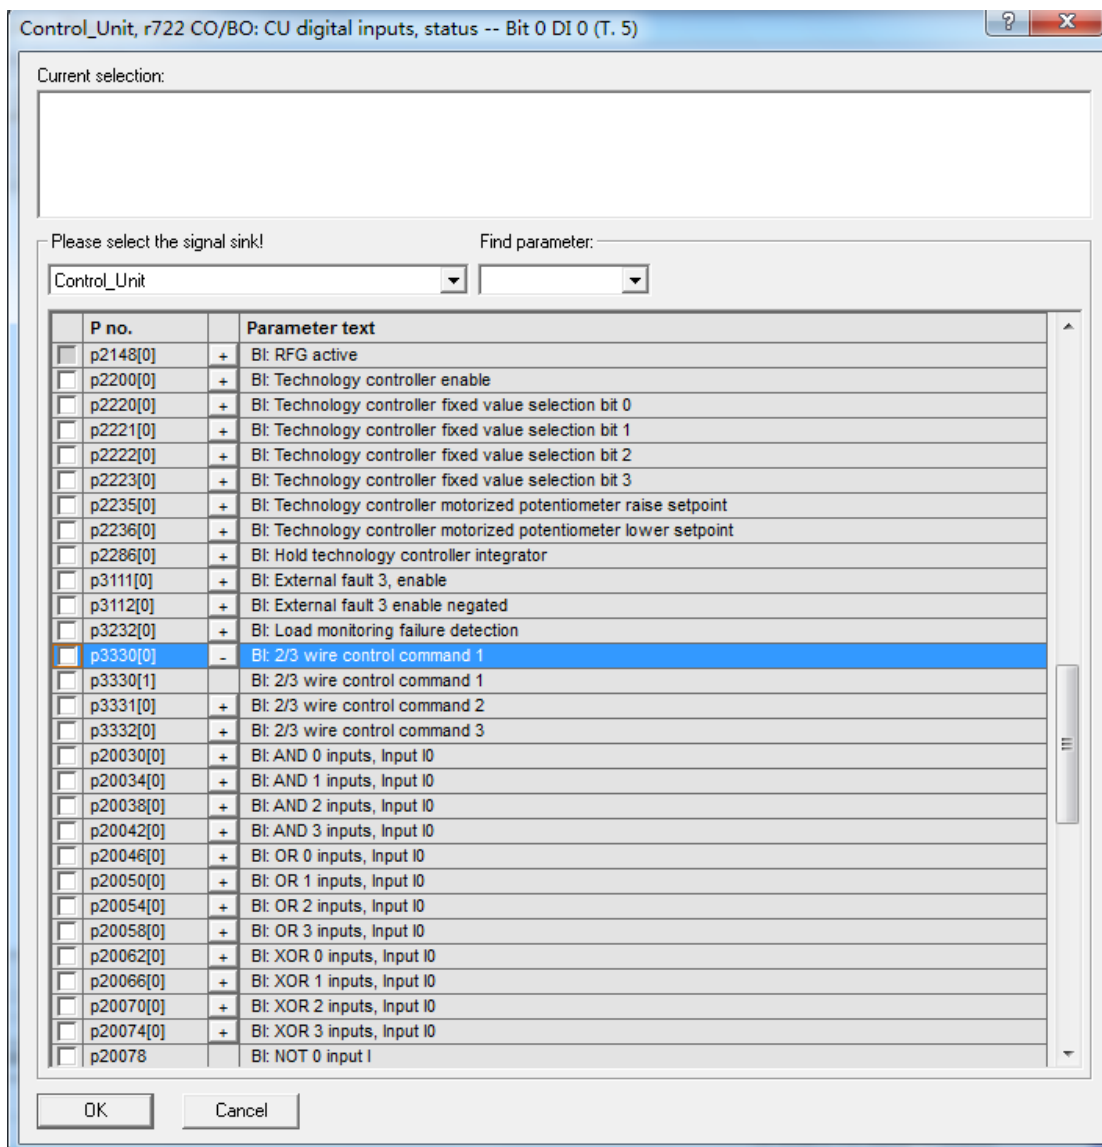 Control_Unit, r722 CO/BO: CU digital inputs, status -- Bit 0 DI 0 (T. 5)
Current selection:
Please select the signal sink! Find parameter:
Control_Unit
P no. Parameter text
p2148[0] + BI: RFG active
p2200[0] + BI: Technology controller enable
p2220[0] + BI: Technology controller fixed value selection bit 0
p2221[0] + BI: Technology controller fixed value selection bit 1
p2222[0] + BI: Technology controller fixed value selection bit 2
p2223[0] + BI: Technology controller fixed value selection bit 3
p2235[0] + BI: Technology controller motorized potentiometer raise setpoint
p2236[0] + BI: Technology controller motorized potentiometer lower setpoint
p2286[0] + BI: Hold technology controller integrator
p3111[0] + BI: External fault 3, enable
p3112[0] + BI: External fault 3 enable negated
p3232[0] + BI: Load monitoring failure detection
p3330[0] - BI: 2/3 wire control command 1
p3330[1] BI: 2/3 wire control command 1
p3331[0] + BI: 2/3 wire control command 2
p3332[0] + BI: 2/3 wire control command 3
p20030[0] + BI: AND 0 inputs, Input I0
p20034[0] + BI: AND 1 inputs, Input I0
p20038[0] + BI: AND 2 inputs, Input I0
p20042[0] + BI: AND 3 inputs, Input I0
p20046[0] + BI: OR 0 inputs, Input I0
p20050[0] + BI: OR 1 inputs, Input I0
p20054[0] + BI: OR 2 inputs, Input I0
p20058[0] + BI: OR 3 inputs, Input I0
p20062[0] + BI: XOR 0 inputs, Input I0
p20066[0] + BI: XOR 1 inputs, Input I0
p20070[0] + BI: XOR 2 inputs, Input I0
p20074[0] + BI: XOR 3 inputs, Input I0
p20078 BI: NOT 0 input I
OK Cancel